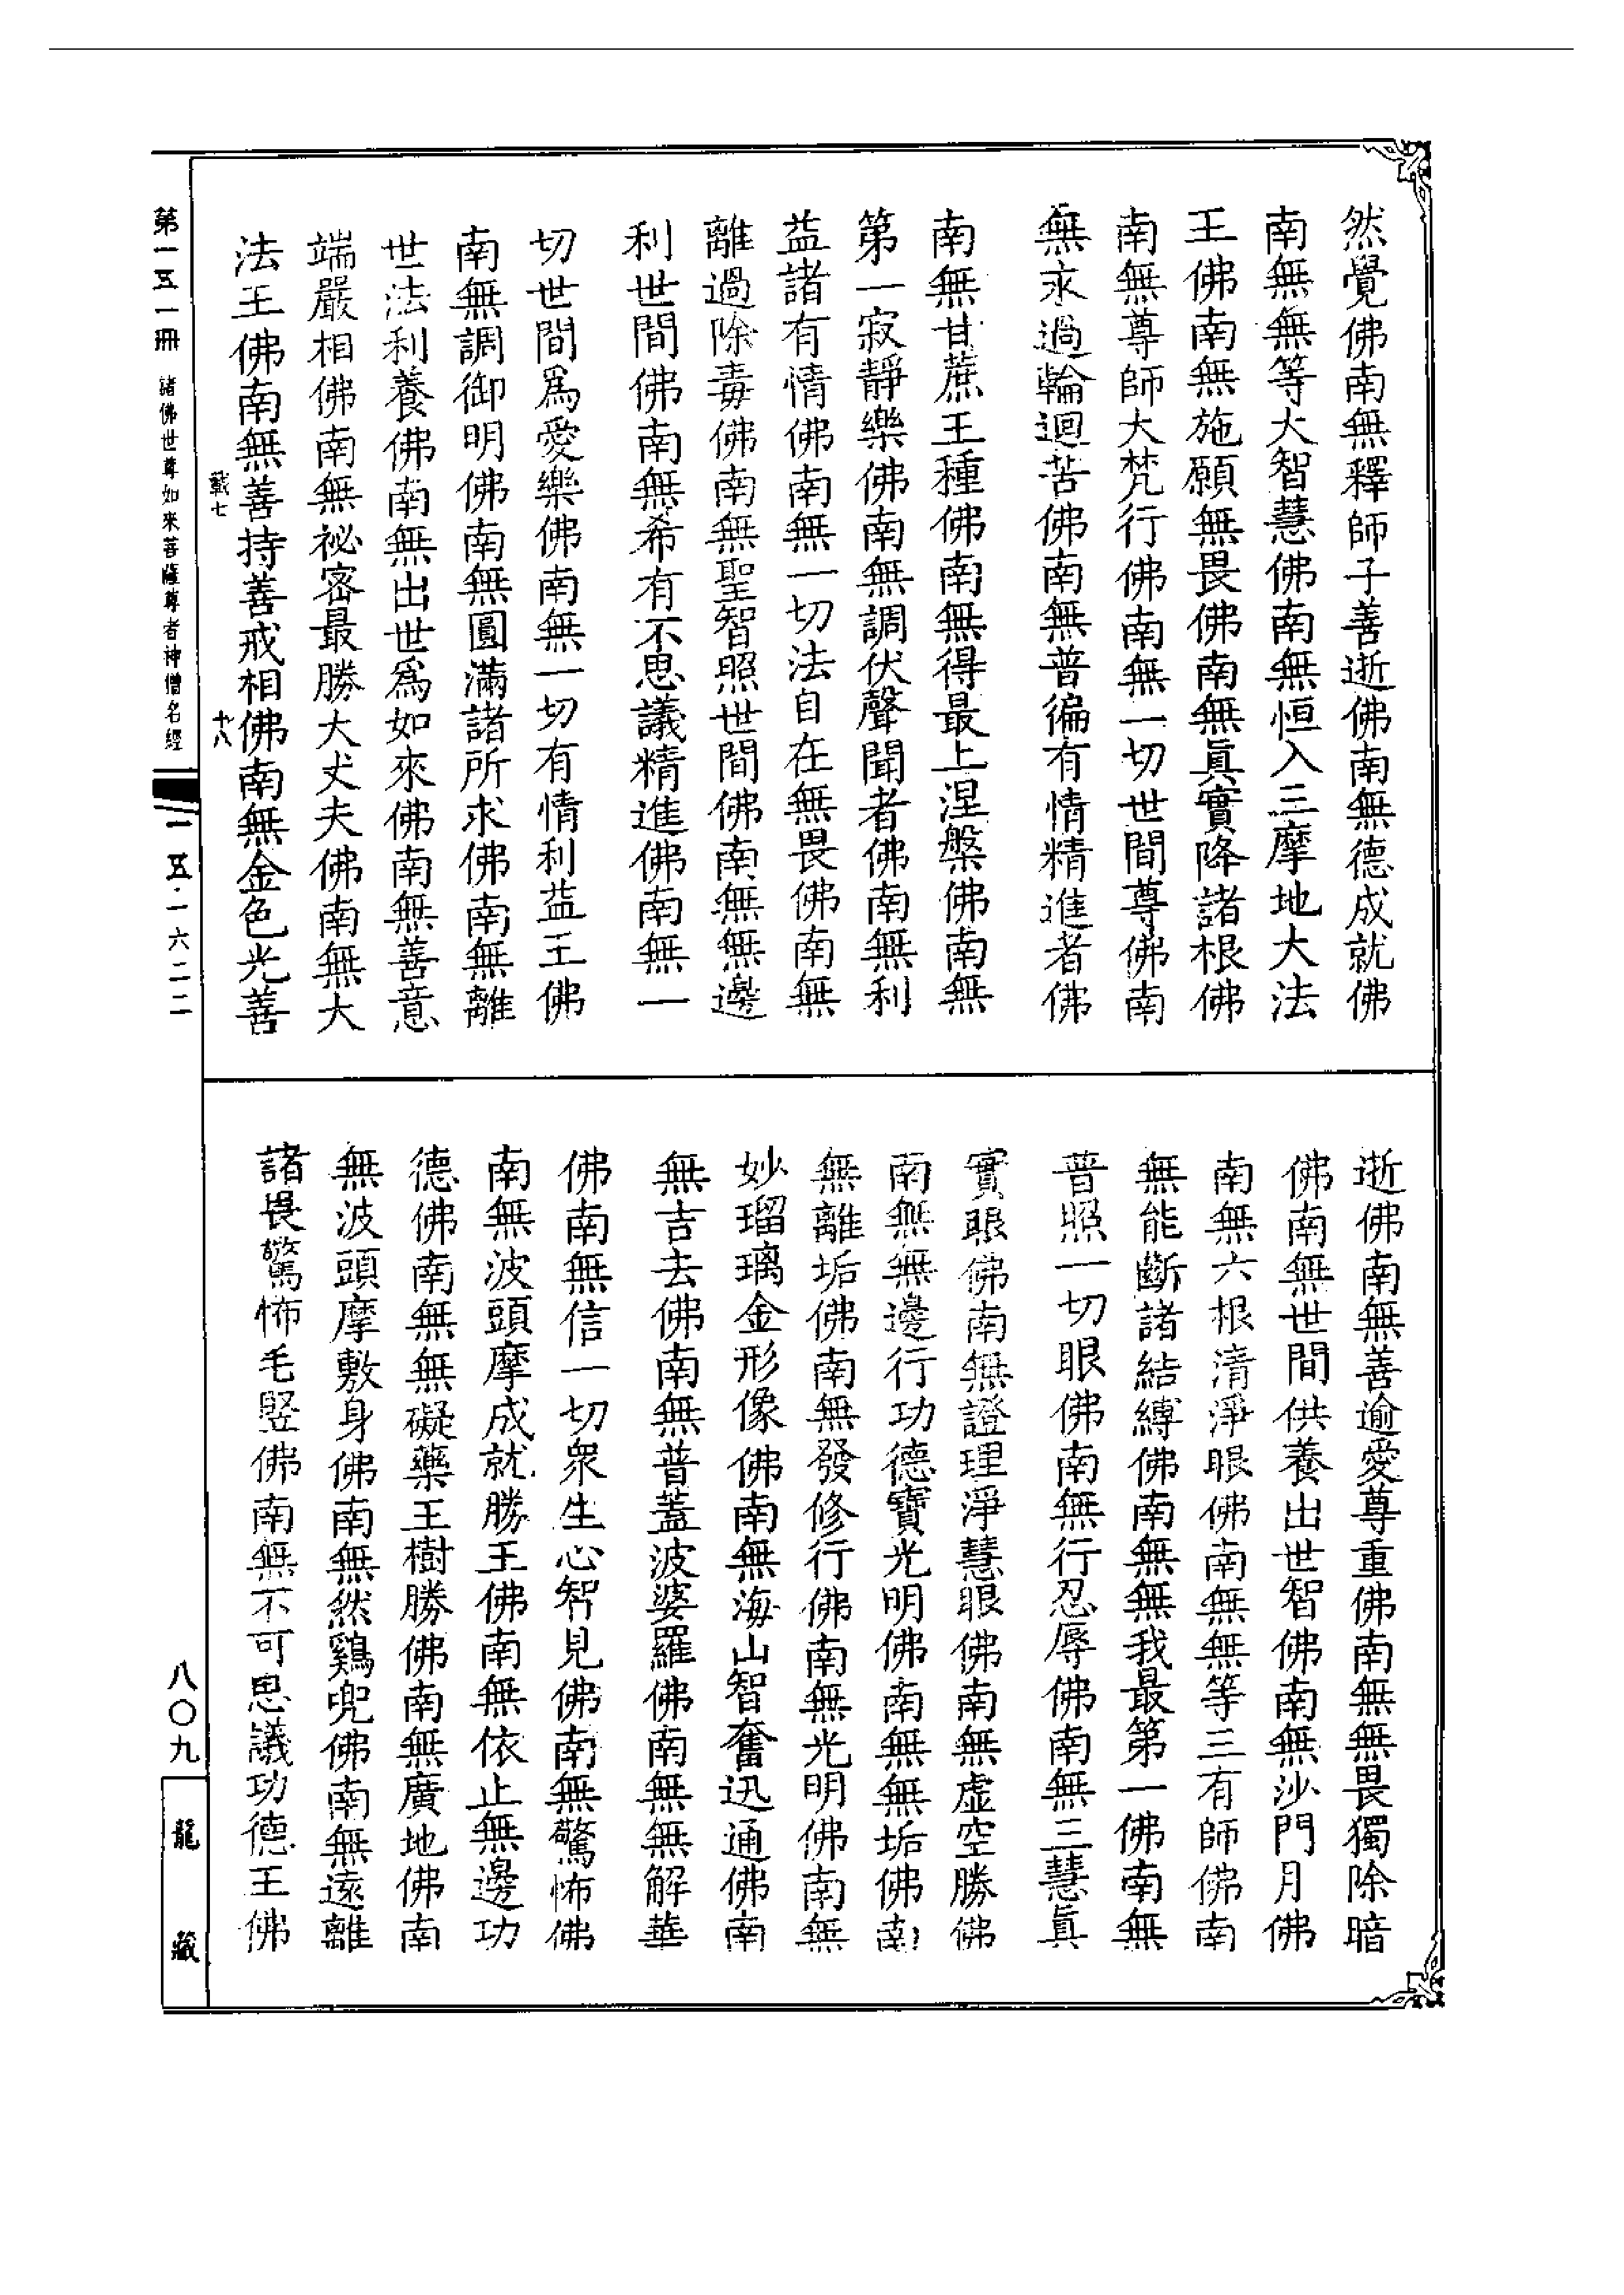 然覺佛南無釋師子善逝佛南無德成就佛
南無無等大智慧佛南無恒入三摩地大法
王佛南無施願無畏佛南無眞實降諸根佛
南無尊師大梵行佛南無一切世間尊佛南
無永過輪迴苦佛南無普徧有情精進者佛
南無甘蔗王種佛南無得最上涅槃佛南無
第一寂靜樂佛南無調伏聲聞者佛南無利
益諸有情佛南無一切法自在無畏佛南無
離過除毒佛南無聖智照世間佛南無無邊
利世間佛南無希有不思議精進佛南無一
切世間爲愛樂佛南無一切有情利益王佛
南無調御明佛南無圓滿諸所求佛南無離
世法利養佛南無出世爲如來佛南無善意
端嚴相佛南無祕密最勝大丈夫佛南無大
法王佛南無善持善戒相佛南無金色光善
逝佛南無善逾愛尊重佛南無無畏獨除暗
佛南無世間供養出世智佛南無沙門月佛
南無六根清淨眼佛南無無等三有師佛南
無能斷諸結縛佛南無無我最第一佛南無
普照一切眼佛南無行忍辱佛南無三慧眞
實眼佛南無證理淨慧眼佛南無虛空勝佛
南無無邊行功德寶光明佛南無無垢佛南
無離垢佛南無發修行佛南無光明佛南無
妙瑠璃金形像佛南無海山智奮迅通佛南
無吉去佛南無普蓋波婆羅佛南無無解華
佛南無信一切衆生心智見佛南無驚怖佛
南無波頭摩成就勝王佛南無依止無邊功
德佛南無無礙藥王樹勝佛南無廣地佛南
無波頭摩敷身佛南無然鷄兜佛南無遠離
諸畏驚怖毛竪佛南無不可思議功德王佛
第一五一冊 諸佛世尊如來菩薩尊者神僧名經
七
十八
一五·一六二二
八〇九
龍藏